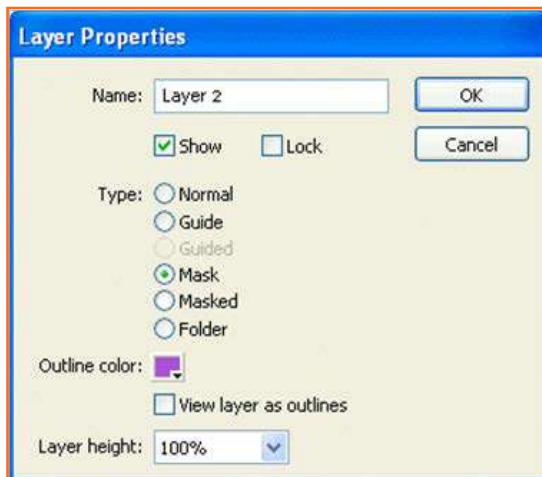 Layer Properties
Name: Layer 2 OK
Show Lock Cancel
Type: Normal
Guide
Guided
Mask
Masked
Folder
Outline color:
View layer as outlines
Layer height: 100%